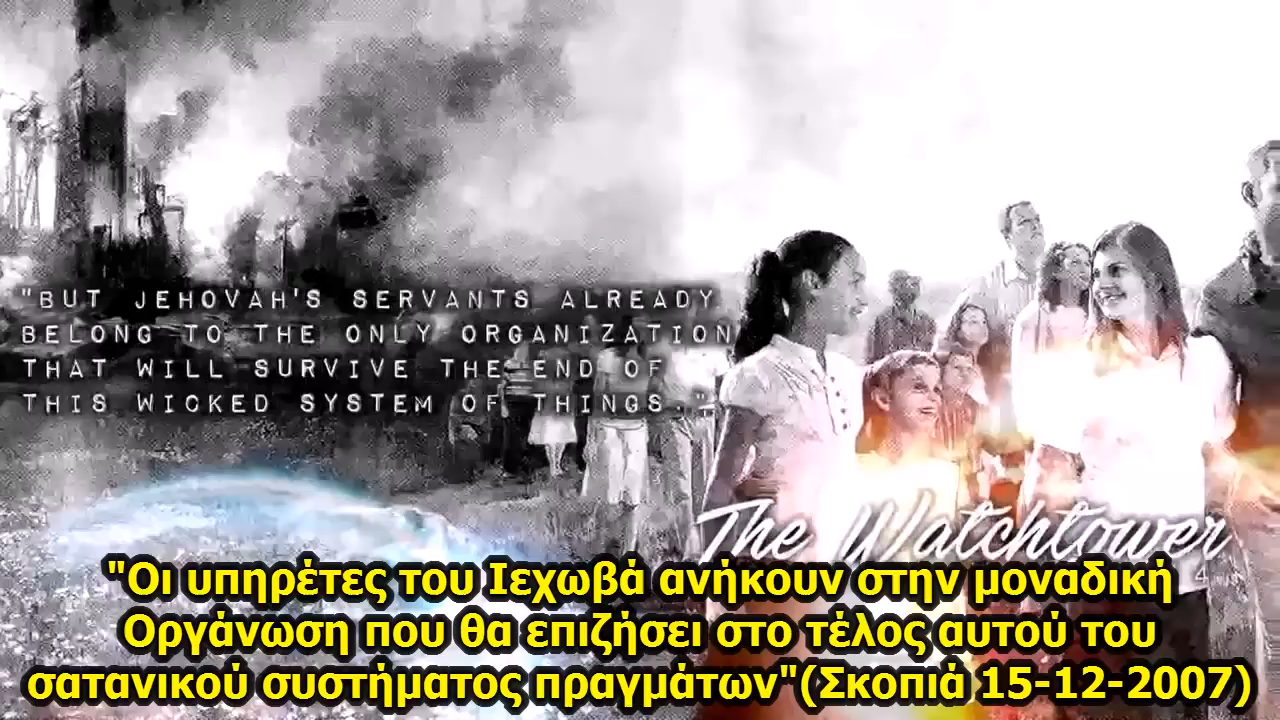 "BUT JEHOVAH'S SERVANTS ALREADY
BELONG TO THE ONLY ORGANIZATION
THAT WILL SURVIVE THE END OF
THIS WICKED SYSTEM OF THINGS."
The Watchtower
"Οι υπηρέτες του Ιεχωβά ανήκουν στην μοναδική
Οργάνωση που θα επιζήσει στο τέλος αυτού του
σατανικού συστήματος πραγμάτων"(Σκοπιά 15-12-2007)